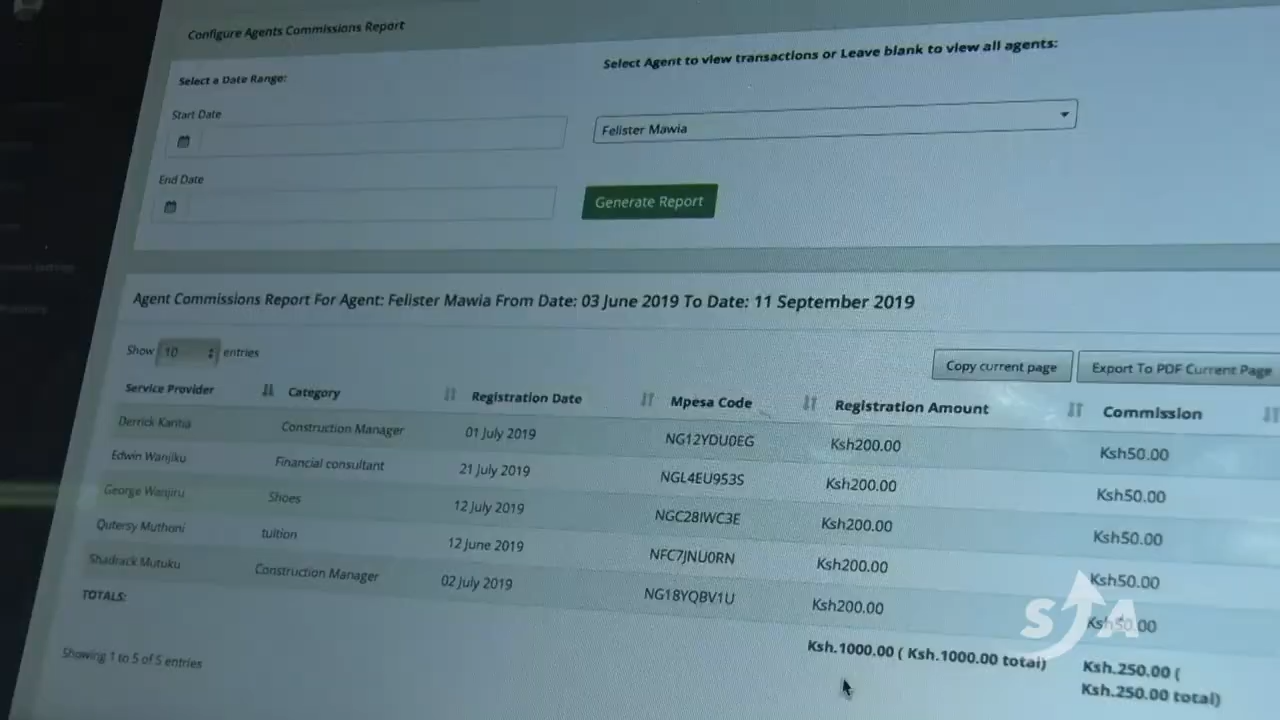 Configure Agents Commissions Report
Select a Date Range:
Select Agent to view transactions or Leave blank to view all agents:
Start Date
Felister Mawia
End Date
Generate Report
Agent Commissions Report For Agent: Felister Mawia From Date: 03 June 2019 To Date: 11 September 2019
Show 10 entries
Copy current page
Export To PDF Current Page
Service Provider Category Registration Date Mpesa Code Registration Amount Commission
Derrick Kantia Construction Manager 01 July 2019 NG12YDU0EG Ksh200.00 Ksh50.00
Edwin Wanjiku Financial consultant 21 July 2019 NGL4EU953S Ksh200.00 Ksh50.00
George Wanjiru Shoes 12 July 2019 NGC28IWC3E Ksh200.00 Ksh50.00
Qutersy Muthoni tuition 12 June 2019 NFC7JNU0RN Ksh200.00 Ksh50.00
Shadrack Mutuku Construction Manager 02 July 2019 NG18YQBV1U Ksh200.00 Ksh50.00
TOTALS: Ksh.1000.00 ( Ksh.1000.00 total) Ksh.250.00 (
Ksh.250.00 total)
Showing 1 to 5 of 5 entries
STA